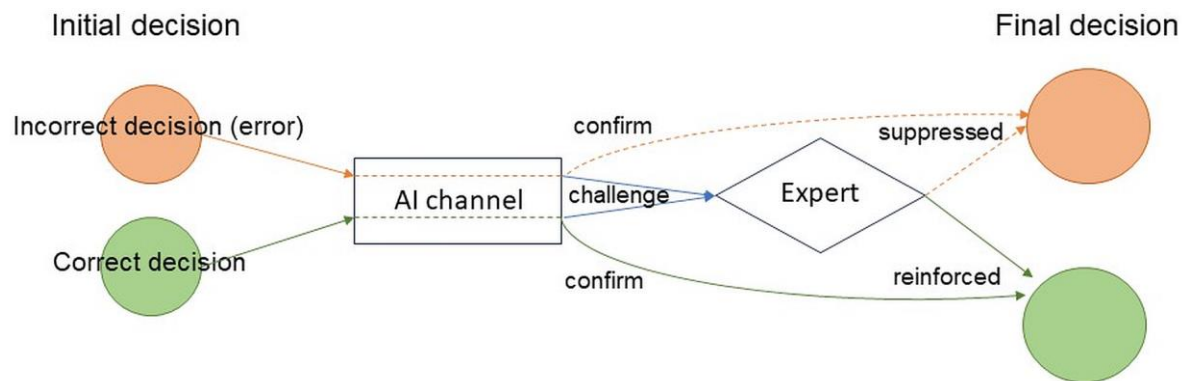 Initial decision
Final decision
Incorrect decision (error)
confirm
suppressed
AI channel
challenge
Expert
Correct decision
confirm
reinforced